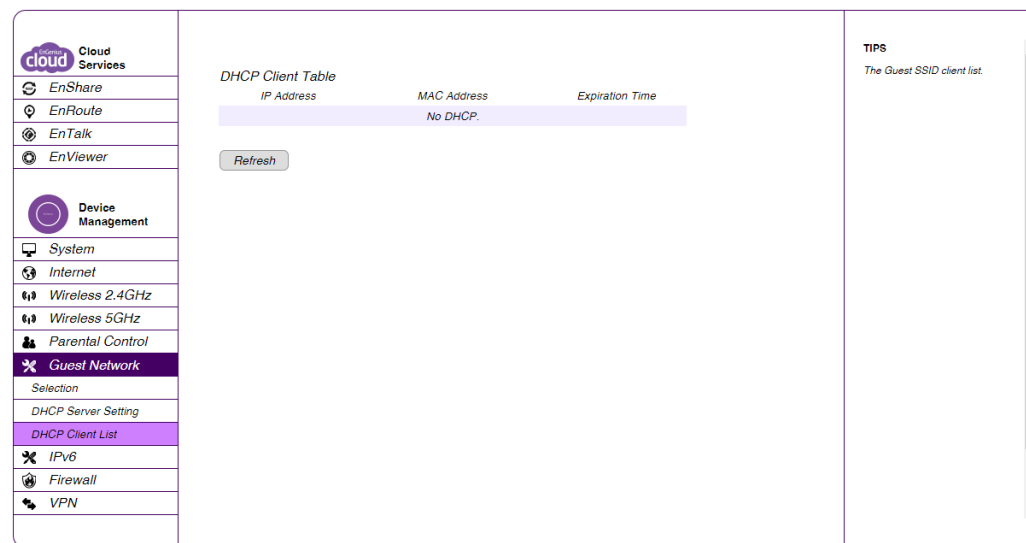 EnGenius
cloud
Cloud
Services
EnShare
EnRoute
EnTalk
EnViewer
Device
Management
System
Internet
Wireless 2.4GHz
Wireless 5GHz
Parental Control
Guest Network
Selection
DHCP Server Setting
DHCP Client List
IPv6
Firewall
VPN
DHCP Client Table
IP Address MAC Address Expiration Time
No DHCP.
Refresh
TIPS
The Guest SSID client list.